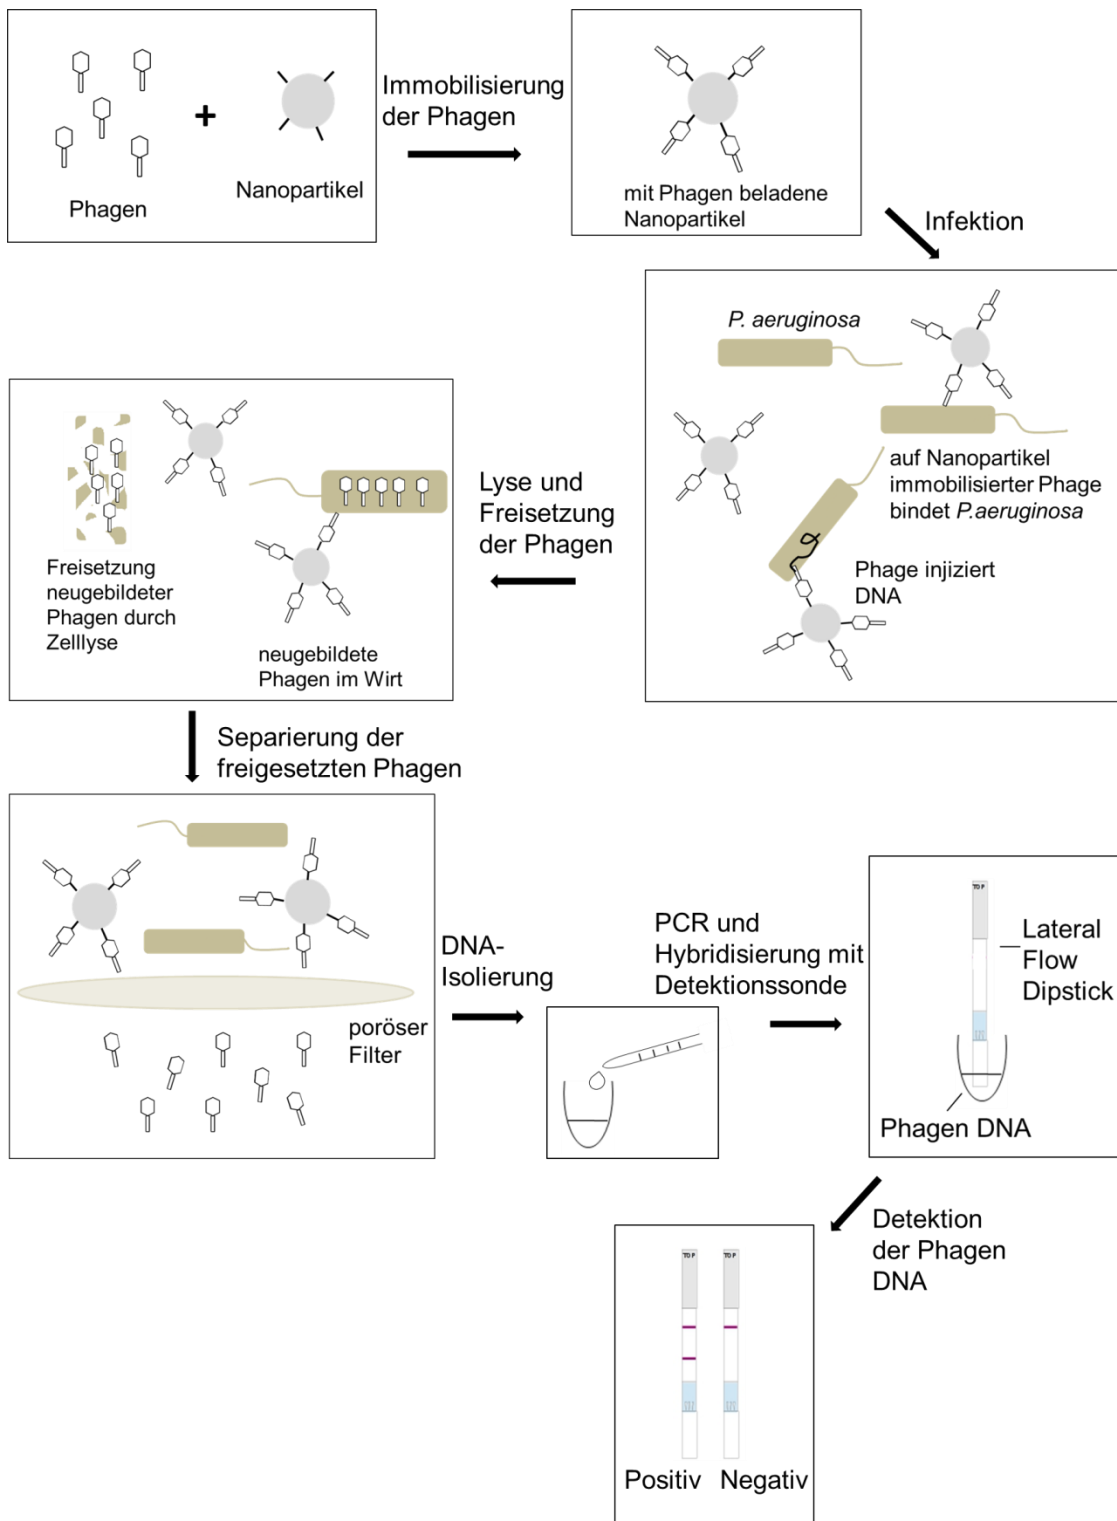 Phagen
+
Nanopartikel
Immobilisierung
der Phagen
mit Phagen beladene
Nanopartikel
Infektion
P. aeruginosa
auf Nanopartikel
immobilisierter Phage
bindet P.aeruginosa
Phage injiziert
DNA
Lyse und
Freisetzung
der Phagen
Freisetzung
neugebildeter
Phagen durch
Zelllyse
neugebildete
Phagen im Wirt
Separierung der
freigesetzten Phagen
poröser
Filter
DNA-
Isolierung
PCR und
Hybridisierung mit
Detektionssonde
TOP
Lateral
Flow
Dipstick
Phagen DNA
Detektion
der Phagen
DNA
TOP
TOP
Positiv
Negativ